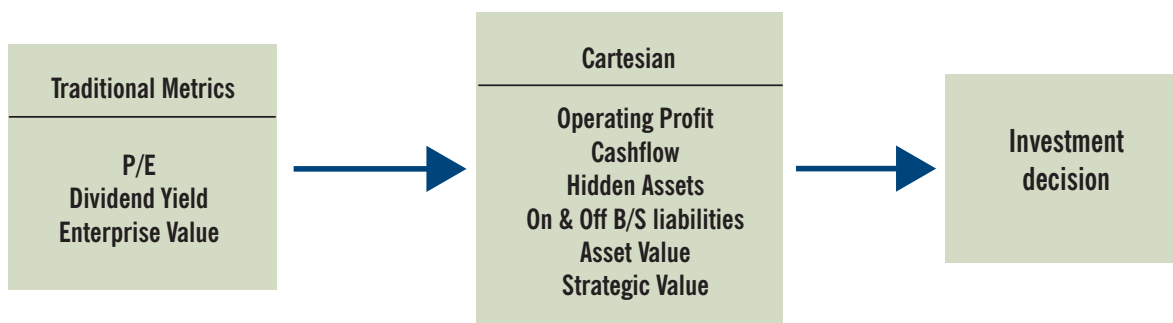 Traditional Metrics
P/E
Dividend Yield
Enterprise Value
Cartesian
Operating Profit
Cashflow
Hidden Assets
On & Off B/S liabilities
Asset Value
Strategic Value
Investment
decision